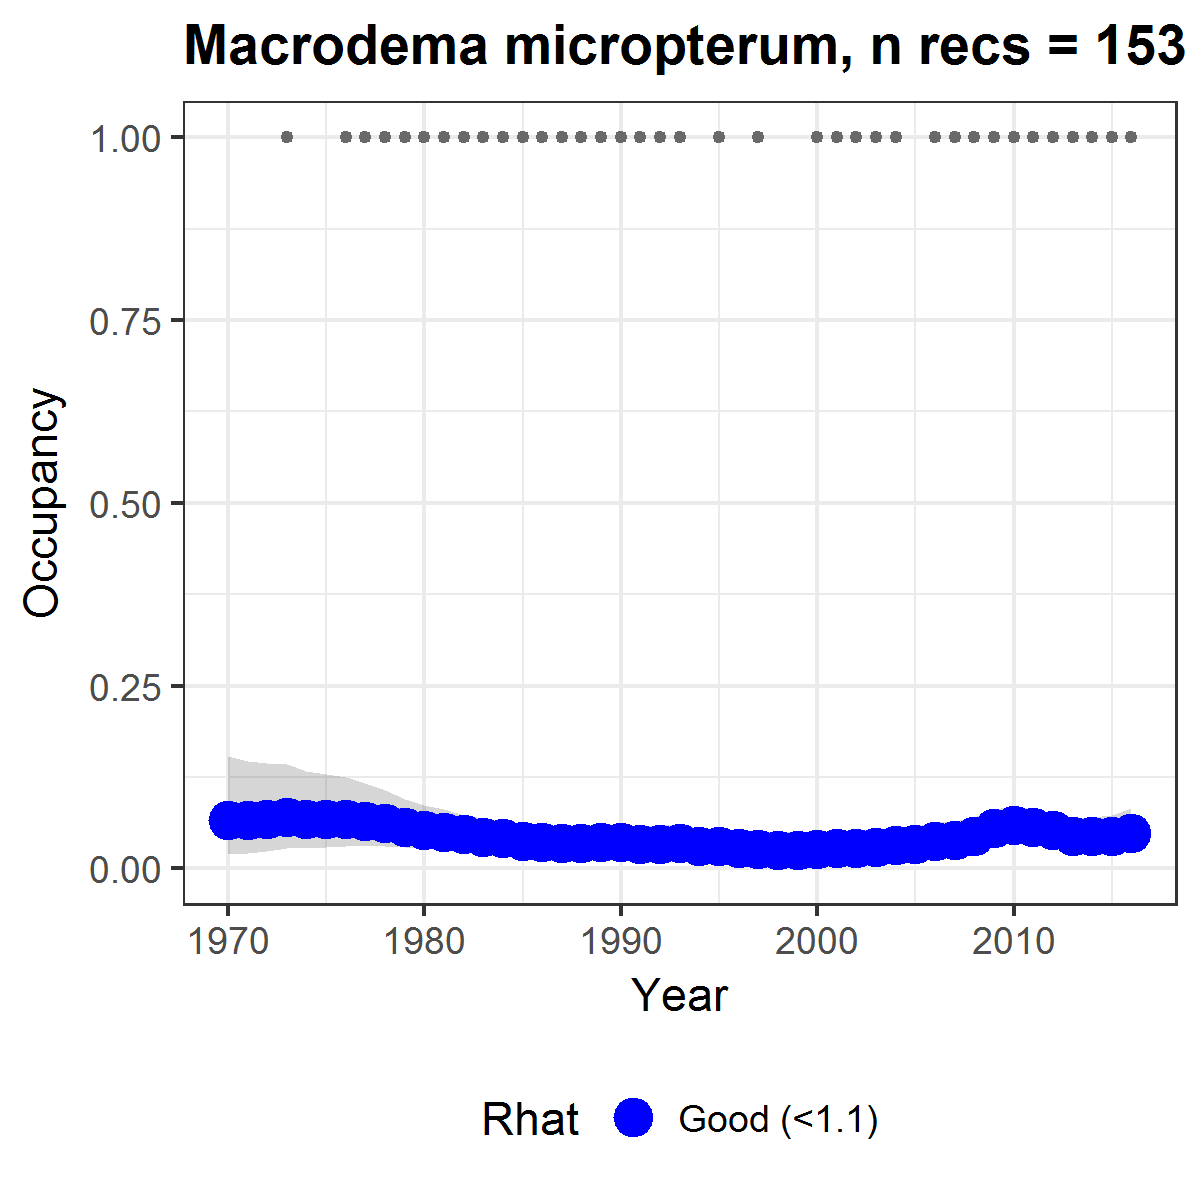 Macrodema micropterum, n recs = 153
1.00
0.75
0.50
0.25
0.00
Occupancy
1970 1980 1990 2000 2010
Year
Rhat Good (<1.1)